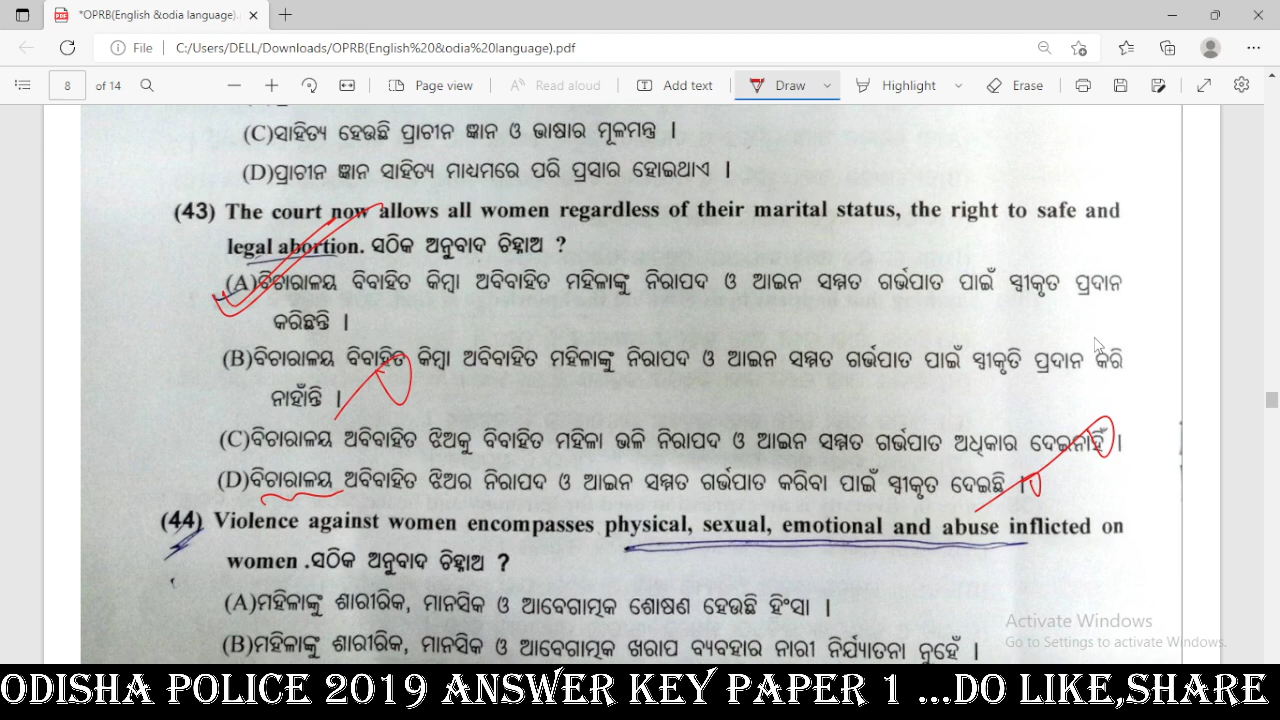 *OPRB(English &odia language).
File
C:/Users/DELL/Downloads/OPRB(English%20&odia%20language).pdf
8 of 14
Page view
Read aloud
Add text
Draw
Highlight
Erase
(C)ସାହିତ୍ୟ ହେଉଛି ପ୍ରାଚୀନ ଜ୍ଞାନ ଓ ଭାଷାର ମୂଳମନ୍ତ୍ର ।
(D)ପ୍ରାଚୀନ ଜ୍ଞାନ ସାହିତ୍ୟ ମାଧ୍ୟମରେ ପରି ପ୍ରସାର ହୋଇଥାଏ ।
(43) The court now allows all women regardless of their marital status, the right to safe and
legal abortion. ସଠିକ ଅନୁବାଦ ଚିହ୍ନାଅ ?
(A)ବିଚାରାଳୟ ବିବାହିତ କିମ୍ବା ଅବିବାହିତ ମହିଳାଙ୍କୁ ନିରାପଦ ଓ ଆଇନ ସମ୍ମତ ଗର୍ଭପାତ ପାଇଁ ସ୍ୱୀକୃତ ପ୍ରଦାନ
କରିଛନ୍ତି ।
(B)ବିଚାରାଳୟ ବିବାହିତ କିମ୍ବା ଅବିବାହିତ ମହିଳାଙ୍କୁ ନିରାପଦ ଓ ଆଇନ ସମ୍ମତ ଗର୍ଭପାତ ପାଇଁ ସ୍ୱୀକୃତି ପ୍ରଦାନ କରି
ନାହାଁନ୍ତି ।
(C)ବିଚାରାଳୟ ଅବିବାହିତ ଝିଅକୁ ବିବାହିତ ମହିଳା ଭଳି ନିରାପଦ ଓ ଆଇନ ସମ୍ମତ ଗର୍ଭପାତ ଅଧିକାର ଦେଇନାହିଁ ।
(D)ବିଚାରାଳୟ ଅବିବାହିତ ଝିଅର ନିରାପଦ ଓ ଆଇନ ସମ୍ମତ ଗର୍ଭପାତ କରିବା ପାଇଁ ସ୍ୱୀକୃତ ଦେଇଛି ।
(44) Violence against women encompasses physical, sexual, emotional and abuse inflicted on
women .ସଠିକ ଅନୁବାଦ ଚିହ୍ନାଅ ?
(A)ମହିଳାଙ୍କୁ ଶାରୀରିକ, ମାନସିକ ଓ ଆବେଗାତ୍ମକ ଶୋଷଣ ହେଉଛି ହିଂସା ।
(B)ମହିଳାଙ୍କୁ ଶାରୀରିକ, ମାନସିକ ଓ ଆବେଗାତ୍ମକ ଖରାପ ବ୍ୟବହାର ନାରୀ ନିର୍ଯ୍ୟାତନା ନୁହେଁ ।
Activate Windows
Go to Settings to activate Windows.
ODISHA POLICE 2019 ANSWER KEY PAPER 1 ...DO LIKE,SHARE